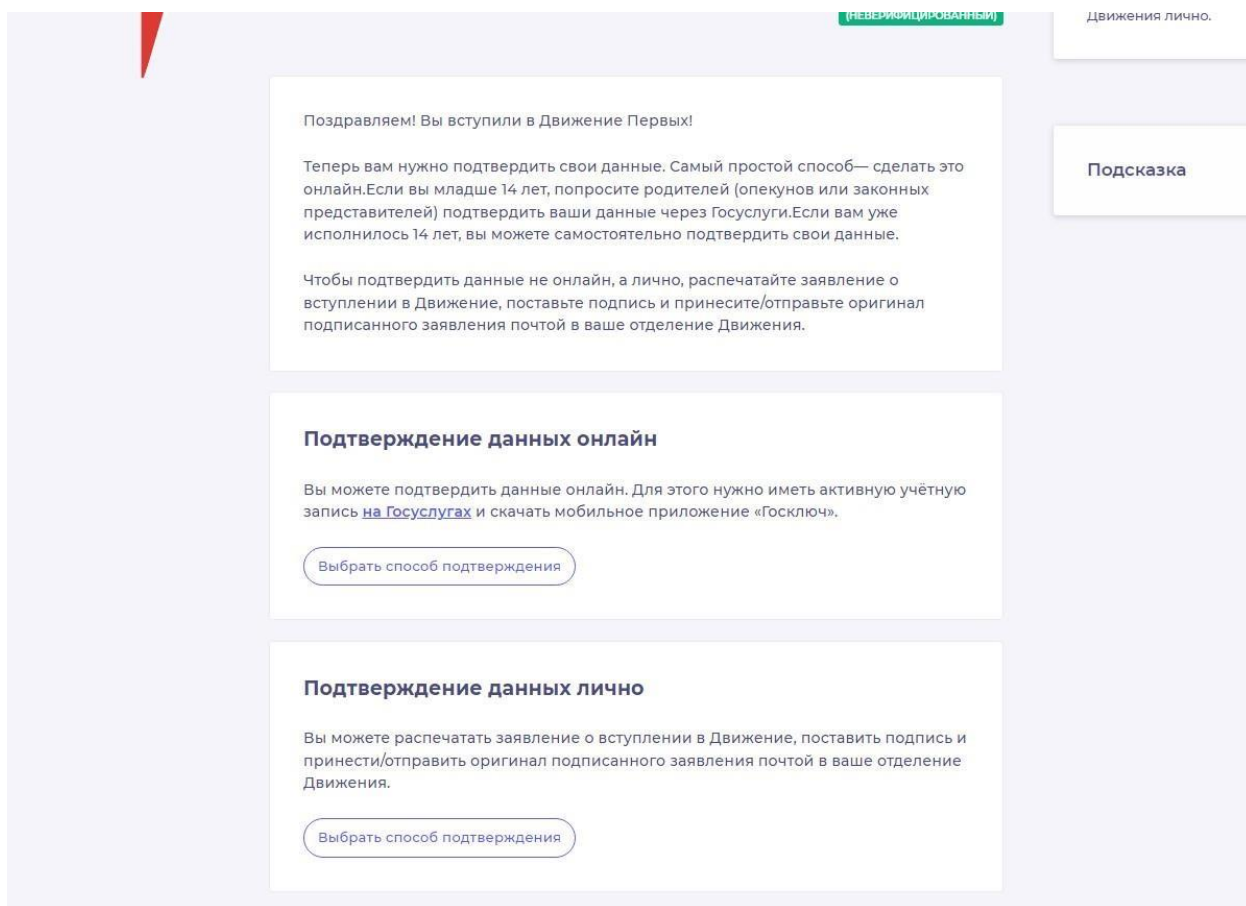 (НЕВЕРИФИЦИРОВАННЫЙ)
Движения лично.
Поздравляем! Вы вступили в Движение Первых!
Теперь вам нужно подтвердить свои данные. Самый простой способ— сделать это
онлайн.Если вы младше 14 лет, попросите родителей (опекунов или законных
представителей) подтвердить ваши данные через Госуслуги.Если вам уже
исполнилось 14 лет, вы можете самостоятельно подтвердить свои данные.
Чтобы подтвердить данные не онлайн, а лично, распечатайте заявление о
вступлении в Движение, поставьте подпись и принесите/отправьте оригинал
подписанного заявления почтой в ваше отделение Движения.
Подсказка
Подтверждение данных онлайн
Вы можете подтвердить данные онлайн. Для этого нужно иметь активную учётную
запись на Госуслугах и скачать мобильное приложение «Госключ».
Выбрать способ подтверждения
Подтверждение данных лично
Вы можете распечатать заявление о вступлении в Движение, поставить подпись и
принести/отправить оригинал подписанного заявления почтой в ваше отделение
Движения.
Выбрать способ подтверждения